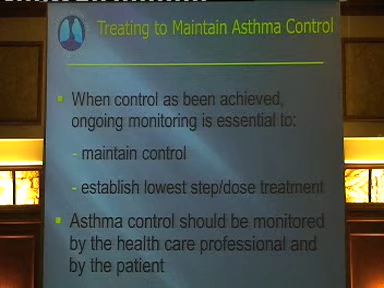 Treating to Maintain Asthma Control
▪ When control as been achieved,
ongoing monitoring is essential to:
- maintain control
- establish lowest step/dose treatment
▪ Asthma control should be monitored
by the health care professional and
by the patient